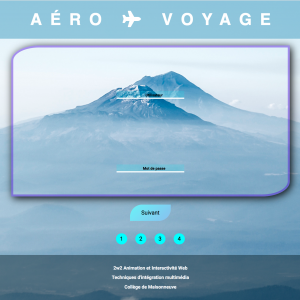 AÉRO ✈ VOYAGE
Mot de passe
Suivant
1 2 3 4
2w2 Animation et Interactivité Web
Techniques d'intégration multimédia
Collège de Maisonneuve